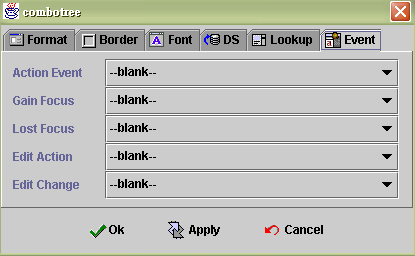 combotree
Format Border Font DS Lookup Event
Action Event --blank--
Gain Focus --blank--
Lost Focus --blank--
Edit Action --blank--
Edit Change --blank--
Ok Apply Cancel